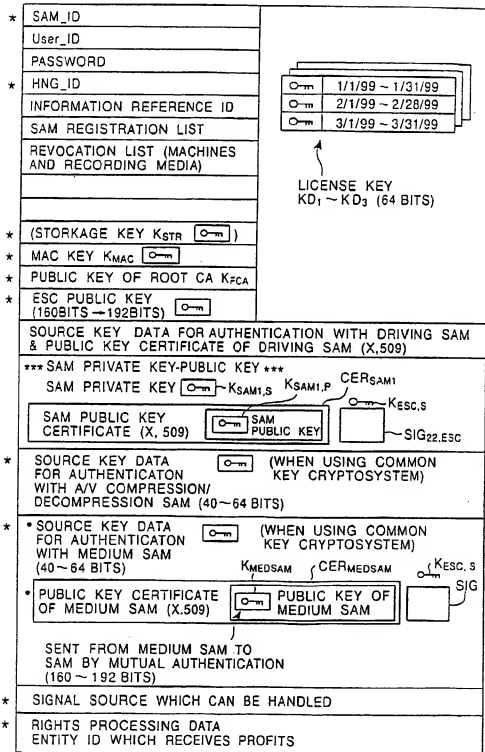 * SAM_ID
User_ID
PASSWORD
* HNG_ID
INFORMATION REFERENCE ID
SAM REGISTRATION LIST
REVOCATION LIST (MACHINES
AND RECORDING MEDIA)
1/1/99 ~ 1/31/99
2/1/99 ~ 2/28/99
3/1/99 ~ 3/31/99
LICENSE KEY
KD1 ~ KD3 (64 BITS)
* (STORKAGE KEY KSTR )
* MAC KEY KMAC
* PUBLIC KEY OF ROOT CA KFCA
* ESC PUBLIC KEY
(160BITS → 192BITS)
SOURCE KEY DATA FOR AUTHENTICATION WITH DRIVING SAM
& PUBLIC KEY CERTIFICATE OF DRIVING SAM (X,509)
*** SAM PRIVATE KEY-PUBLIC KEY ***
SAM PRIVATE KEY KSAM1,S KSAM1,P CERSAM1
KESC,S
SAM PUBLIC KEY
CERTIFICATE (X, 509)
SAM
PUBLIC KEY
SIG22,ESC
* SOURCE KEY DATA
FOR AUTHENTICATON
WITH A/V COMPRESSION/
DECOMPRESSION SAM (40~64 BITS)
(WHEN USING COMMON
KEY CRYPTOSYSTEM)
* • SOURCE KEY DATA
FOR AUTHENTICATON
WITH MEDIUM SAM
(40~64 BITS)
(WHEN USING COMMON
KEY CRYPTOSYSTEM)
KMEDSAM CERMEDSAM KESC, S
SIG
• PUBLIC KEY CERTIFICATE
OF MEDIUM SAM (X.509)
PUBLIC KEY OF
MEDIUM SAM
SENT FROM MEDIUM SAM TO
SAM BY MUTUAL AUTHENTICATION
(160 ~ 192 BITS)
* SIGNAL SOURCE WHICH CAN BE HANDLED
* RIGHTS PROCESSING DATA
ENTITY ID WHICH RECEIVES PROFITS